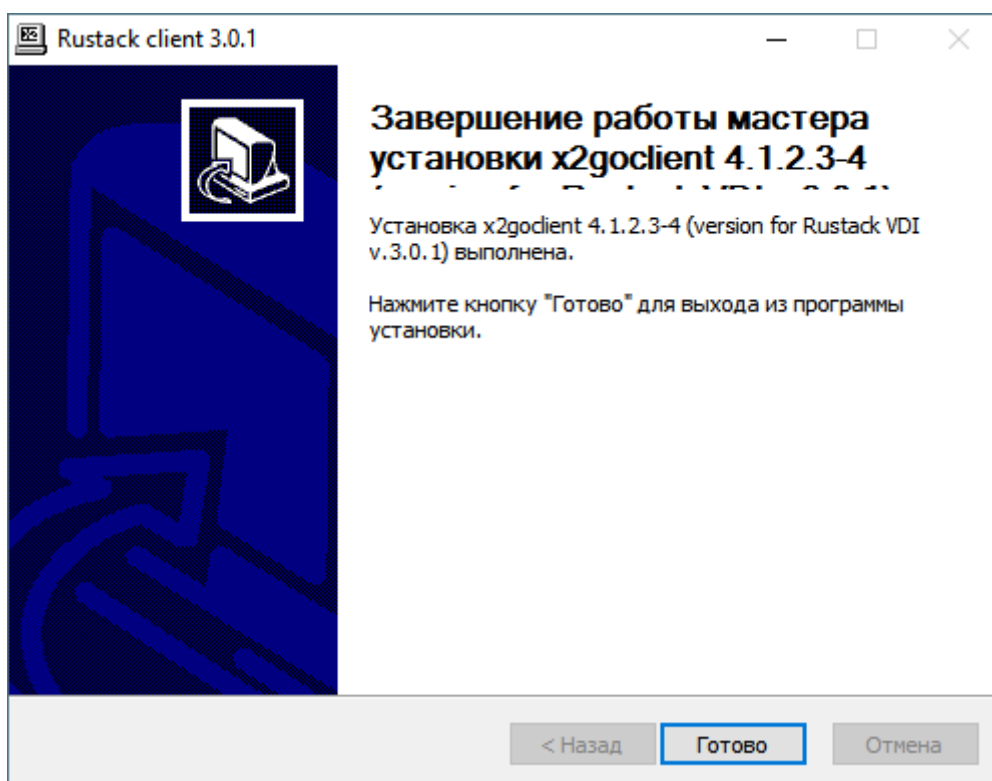 Rustack client 3.0.1
Завершение работы мастера
установки x2goclient 4.1.2.3-4
Установка x2goclient 4.1.2.3-4 (version for Rustack VDI
v.3.0.1) выполнена.
Нажмите кнопку "Готово" для выхода из программы
установки.
< Назад
Готово
Отмена